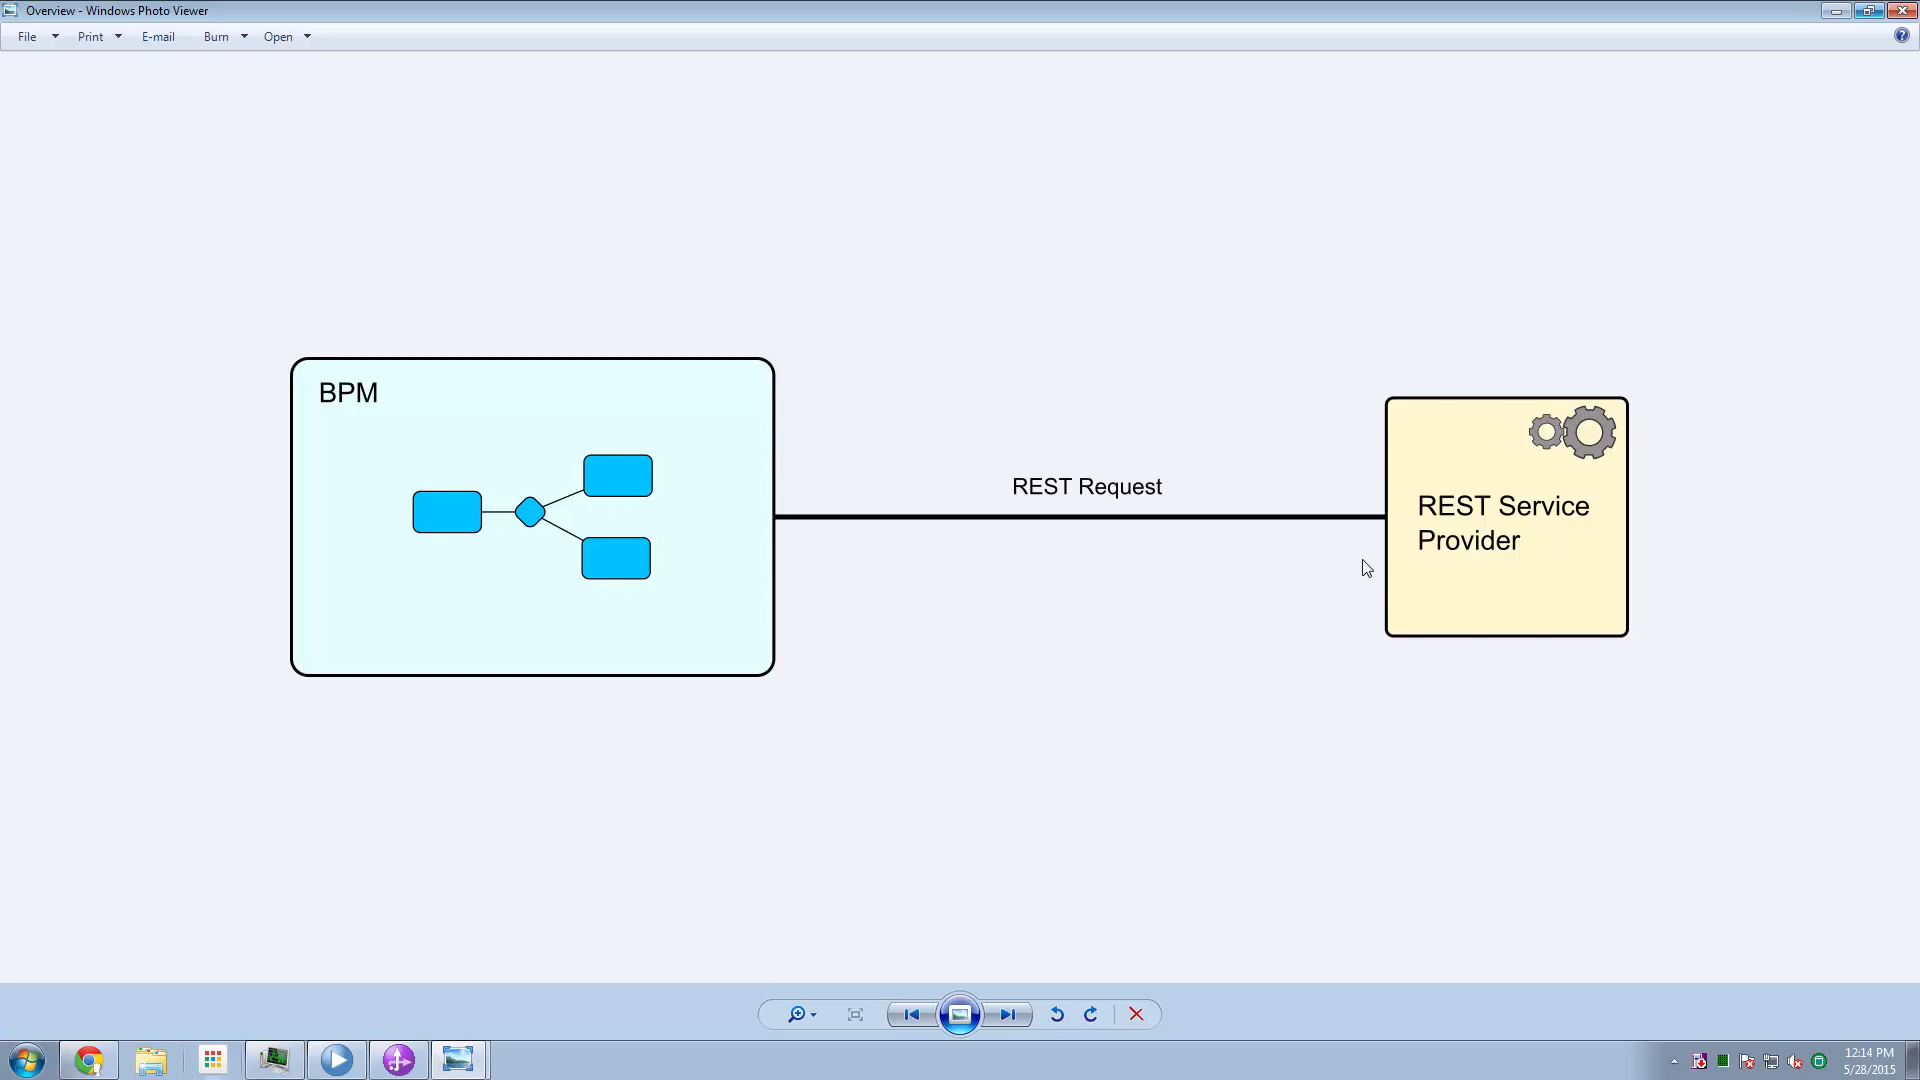 Overview - Windows Photo Viewer
File Print E-mail Burn Open
BPM
REST Request
REST Service
Provider
12:14 PM
5/28/2015